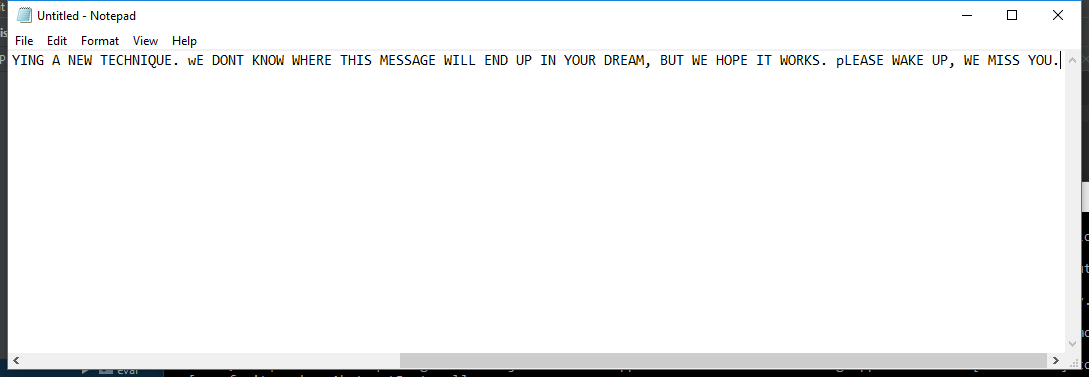 Untitled - Notepad
File Edit Format View Help
YING A NEW TECHNIQUE. wE DONT KNOW WHERE THIS MESSAGE WILL END UP IN YOUR DREAM, BUT WE HOPE IT WORKS. pLEASE WAKE UP, WE MISS YOU.
eval